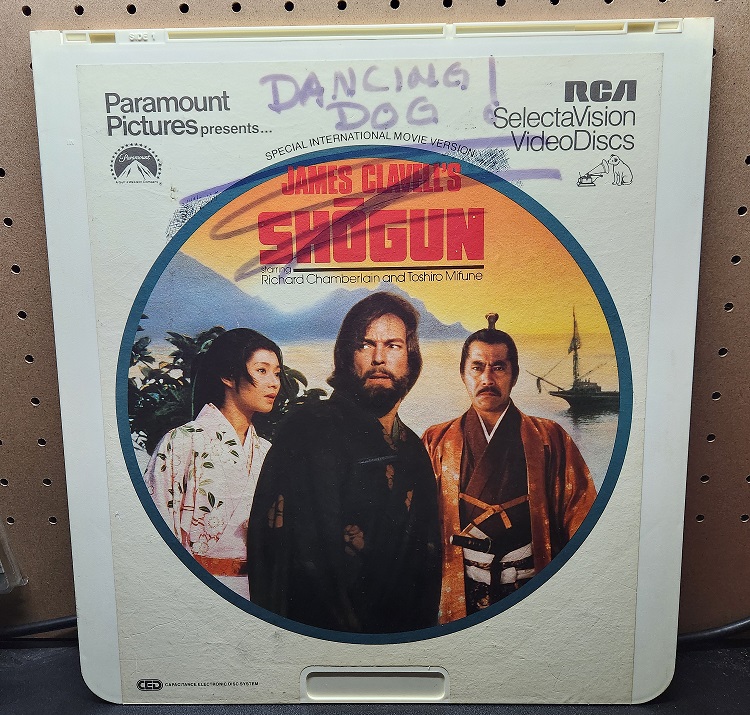 SIDE 1
DANCING!
DOG
Paramount
Pictures presents...
RCA
SelectaVision
VideoDiscs
Paramount
SPECIAL INTERNATIONAL MOVIE VERSION
JAMES CLAVELL'S
SHŌGUN
starring
Richard Chamberlain and Toshiro Mifune
CED CAPACITANCE ELECTRONIC DISC SYSTEM